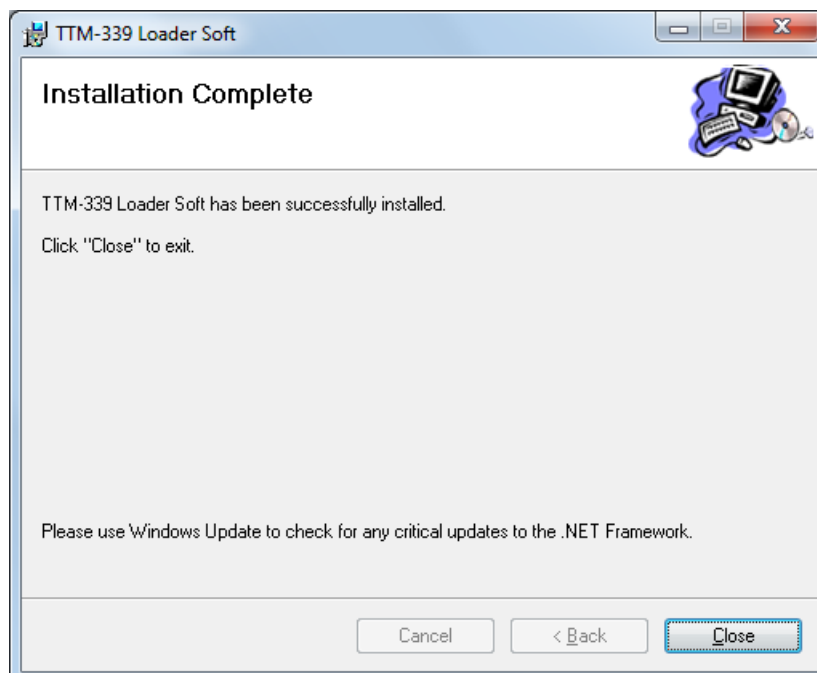 TTM-339 Loader Soft
Installation Complete
TTM-339 Loader Soft has been successfully installed.
Click "Close" to exit.
Please use Windows Update to check for any critical updates to the .NET Framework.
Cancel
< Back
Close